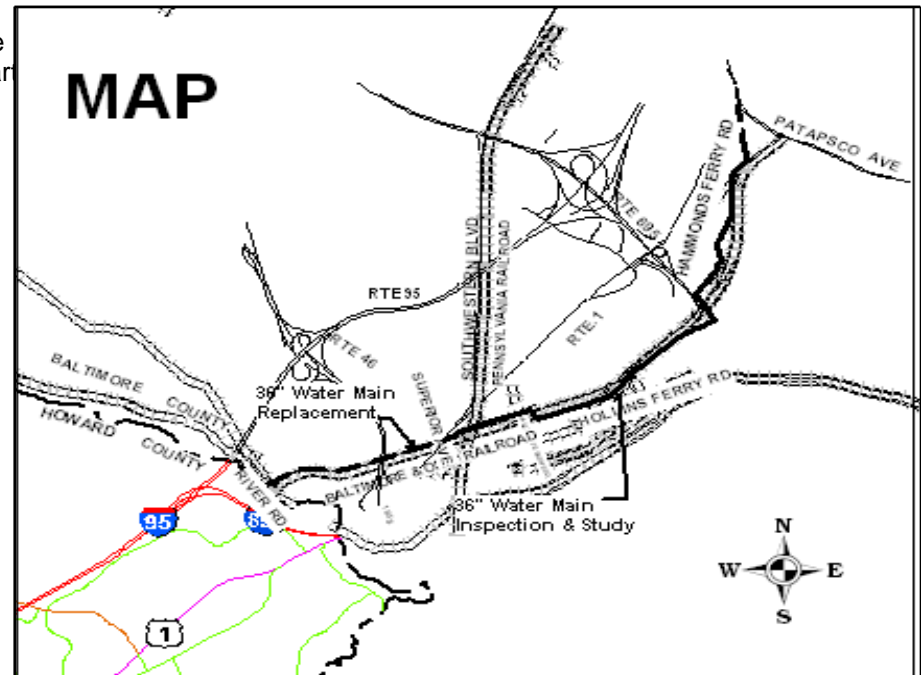 MAP
PATAPSCO AVE
HAMMONDS FERRY RD
RTE 695
SOUTHWESTERN BLVD
PENNSYLVANIA RAILROAD
RTE 95
RTE 46
RTE. 1
BALTIMORE
COUNTY
HOWARD
COUNTY
SUPERIOR
36" Water Main
Replacement
HOLLINS FERRY RD
BALTIMORE & RAILROAD
RIVER RD
36" Water Main
Inspection & Study
95
1
N
W
E
S